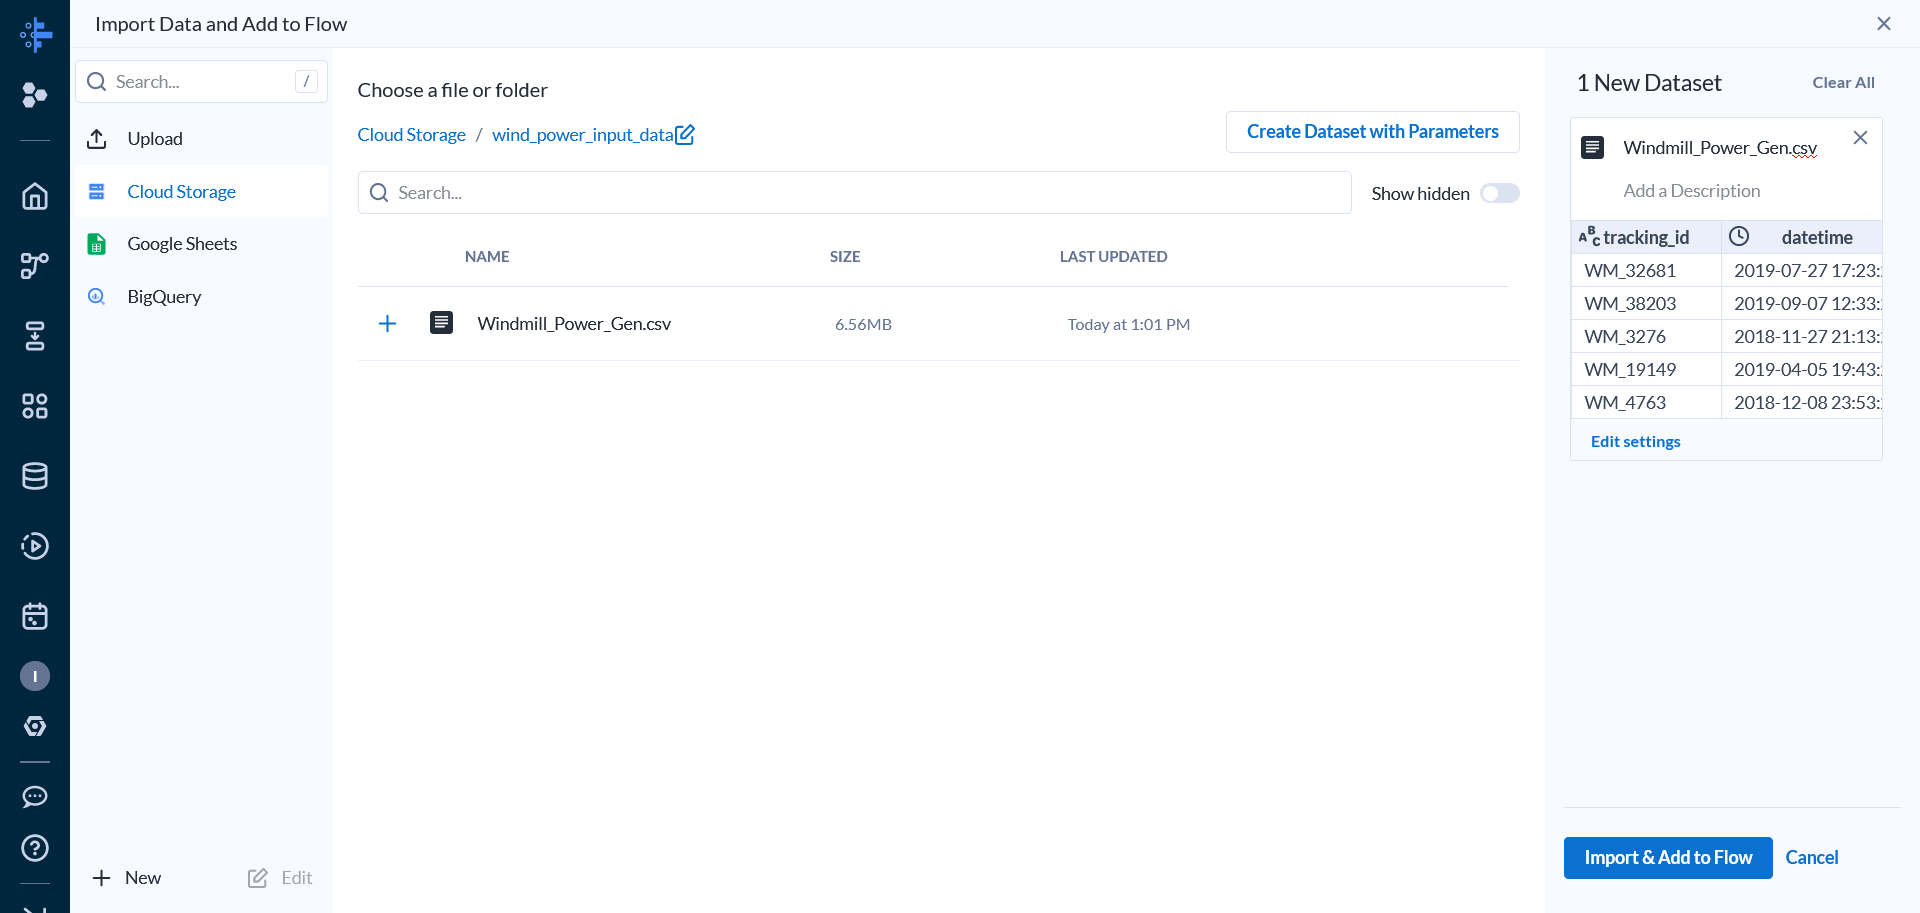 Import Data and Add to Flow
Search...
/
Upload
Cloud Storage
Google Sheets
BigQuery
I
New
Edit
Choose a file or folder
Cloud Storage / wind_power_input_data
Create Dataset with Parameters
Search...
Show hidden
NAME SIZE LAST UPDATED
Windmill_Power_Gen.csv 6.56MB Today at 1:01 PM
1 New Dataset
Clear All
Windmill_Power_Gen.csv
Add a Description
ABC tracking_id datetime
WM_32681 2019-07-27 17:23:
WM_38203 2019-09-07 12:33:
WM_3276 2018-11-27 21:13:
WM_19149 2019-04-05 19:43:
WM_4763 2018-12-08 23:53:
Edit settings
Import & Add to Flow
Cancel